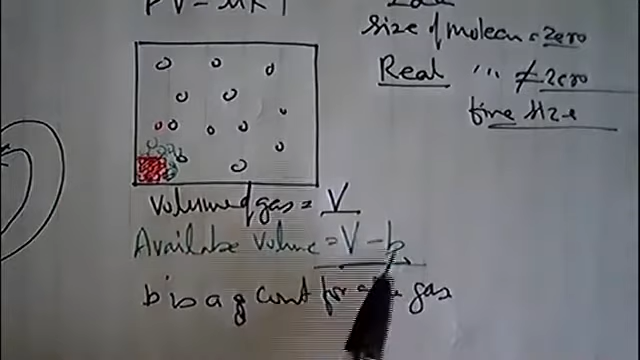 PV = nRT
size of molecu = Zero
Real " ≠ Zero
fine size
Volume of gas = V
Available Volume = V - b
b is a const for a gas